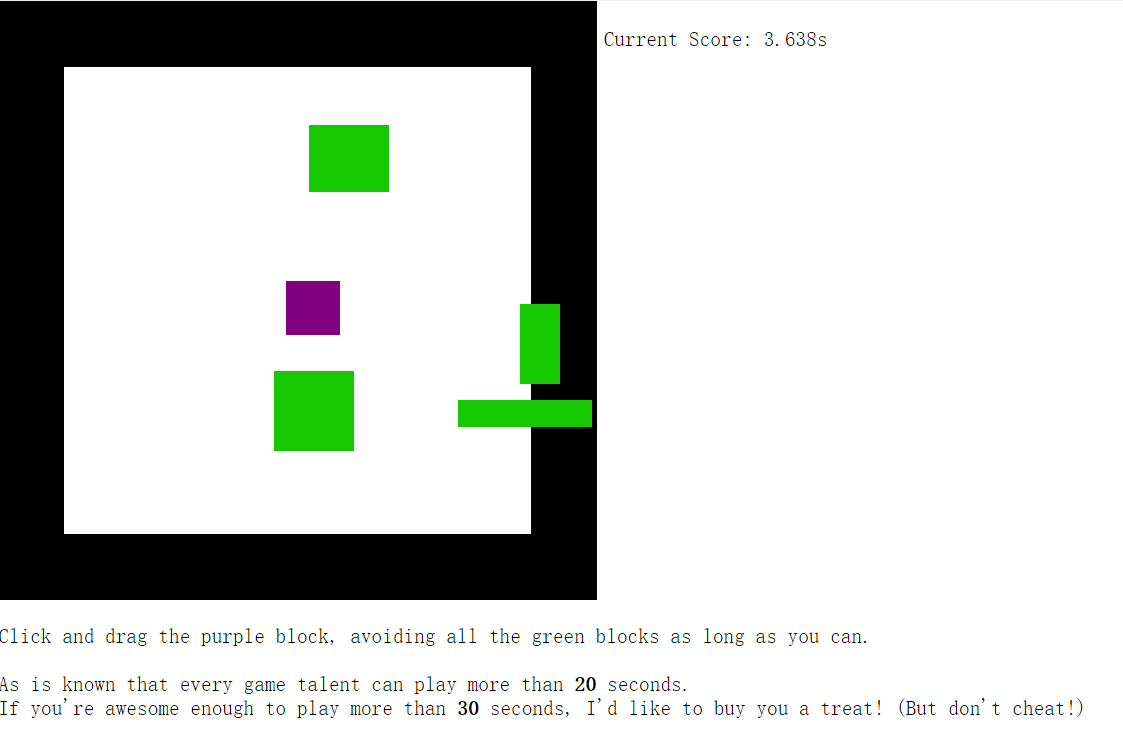 Current Score: 3.638s
Click and drag the purple block, avoiding all the green blocks as long as you can.
As is known that every game talent can play more than 20 seconds.
If you're awesome enough to play more than 30 seconds, I'd like to buy you a treat! (But don't cheat!)